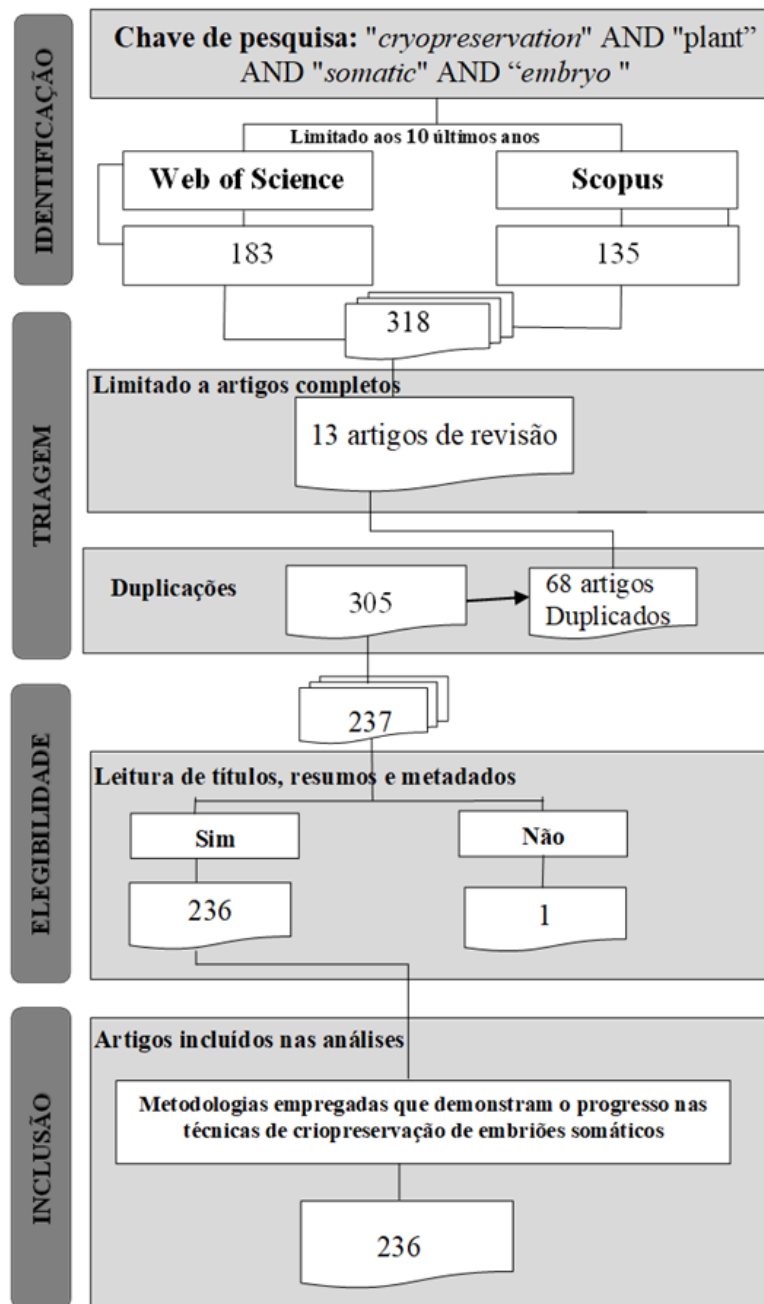 IDENTIFICAÇÃO
Chave de pesquisa: "cryopreservation" AND "plant”
AND "somatic" AND “embryo "
Limitado aos 10 últimos anos
Web of Science
Scopus
183
135
318
TRIAGEM
Limitado a artigos completos
13 artigos de revisão
Duplicações
305
68 artigos
Duplicados
237
ELEGIBILIDADE
Leitura de títulos, resumos e metadados
Sim
Não
236
1
INCLUSÃO
Artigos incluídos nas análises
Metodologias empregadas que demonstram o progresso nas
técnicas de criopreservação de embriões somáticos
236